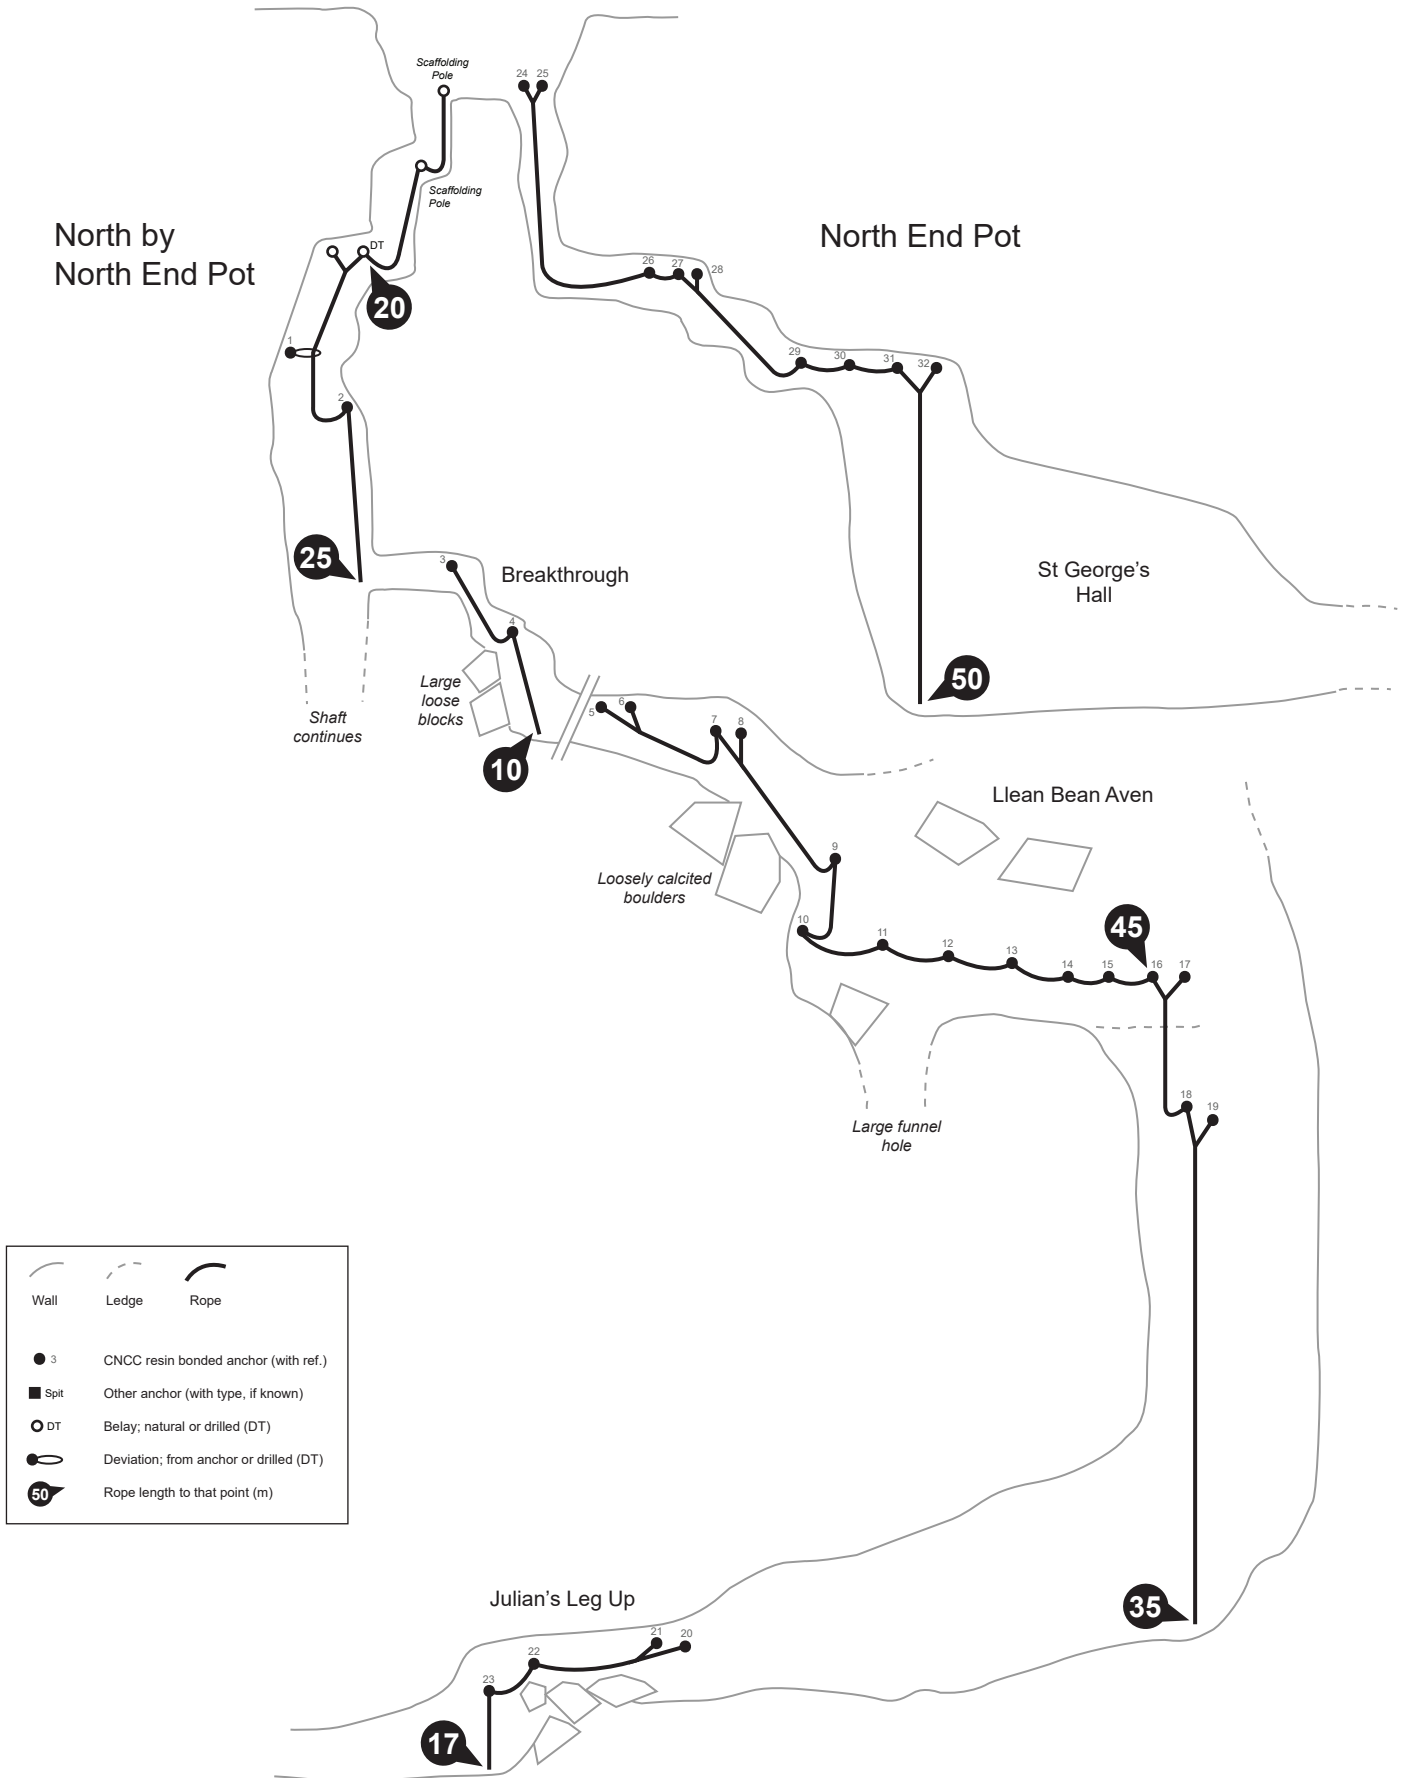 Scaffolding
Pole
24 25
Scaffolding
Pole
North by
North End Pot
North End Pot
DT
20
26
27
28
1
29
30
31
32
2
25
3
Breakthrough
St George's
Hall
4
Large
loose
blocks
50
5
6
7
8
Shaft
continues
10
Llean Bean Aven
9
Loosely calcited
boulders
10
11
12
13
14
15
45
16
17
18
19
Large funnel
hole
Wall
Ledge
Rope
3
CNCC resin bonded anchor (with ref.)
Spit
Other anchor (with type, if known)
DT
Belay; natural or drilled (DT)
Deviation; from anchor or drilled (DT)
50
Rope length to that point (m)
Julian's Leg Up
35
21
20
22
23
17